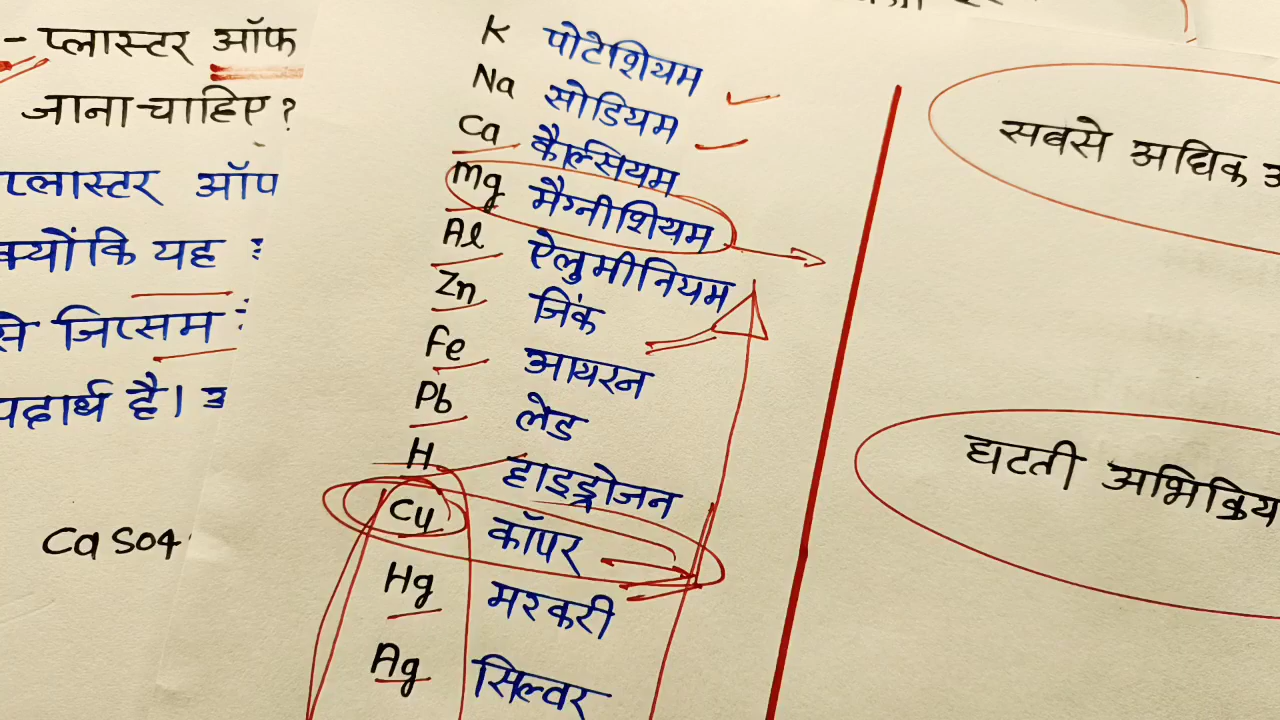 - प्लास्टर ऑफ
जाना चाहिए ?
प्लास्टर ऑफ
क्योंकि यह
से जिप्सम
पदार्थ है।
CaSO4
K पोटेशियम
Na सोडियम
Ca कैल्सियम
Mg मैग्नीशियम
Al ऐलुमीनियम
Zn जिंक
Fe आयरन
Pb लेड
H हाइड्रोजन
Cu कॉपर
Hg मरकरी
Ag सिल्वर
सबसे अधिक
घटती अभिक्रिय